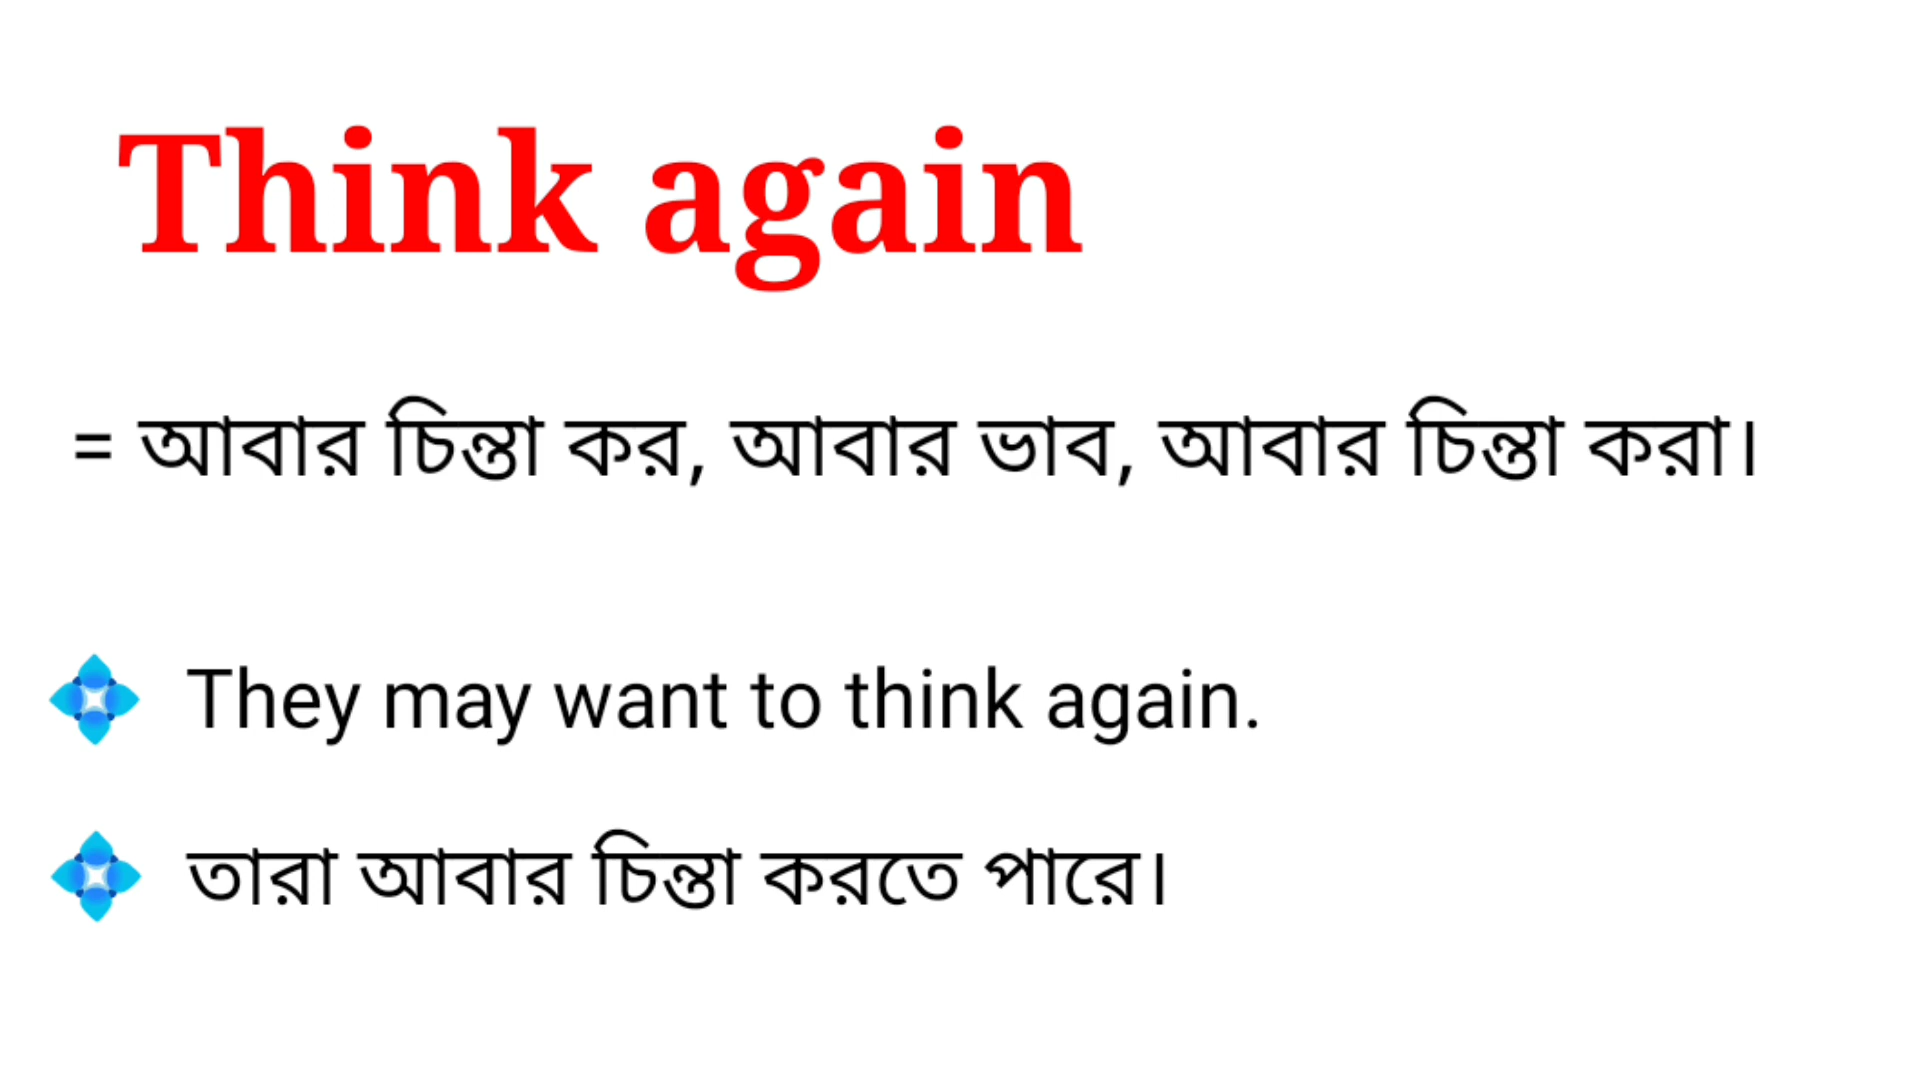 Think again
= আবার চিন্তা কর, আবার ভাব, আবার চিন্তা করা।
They may want to think again.
তারা আবার চিন্তা করতে পারে।